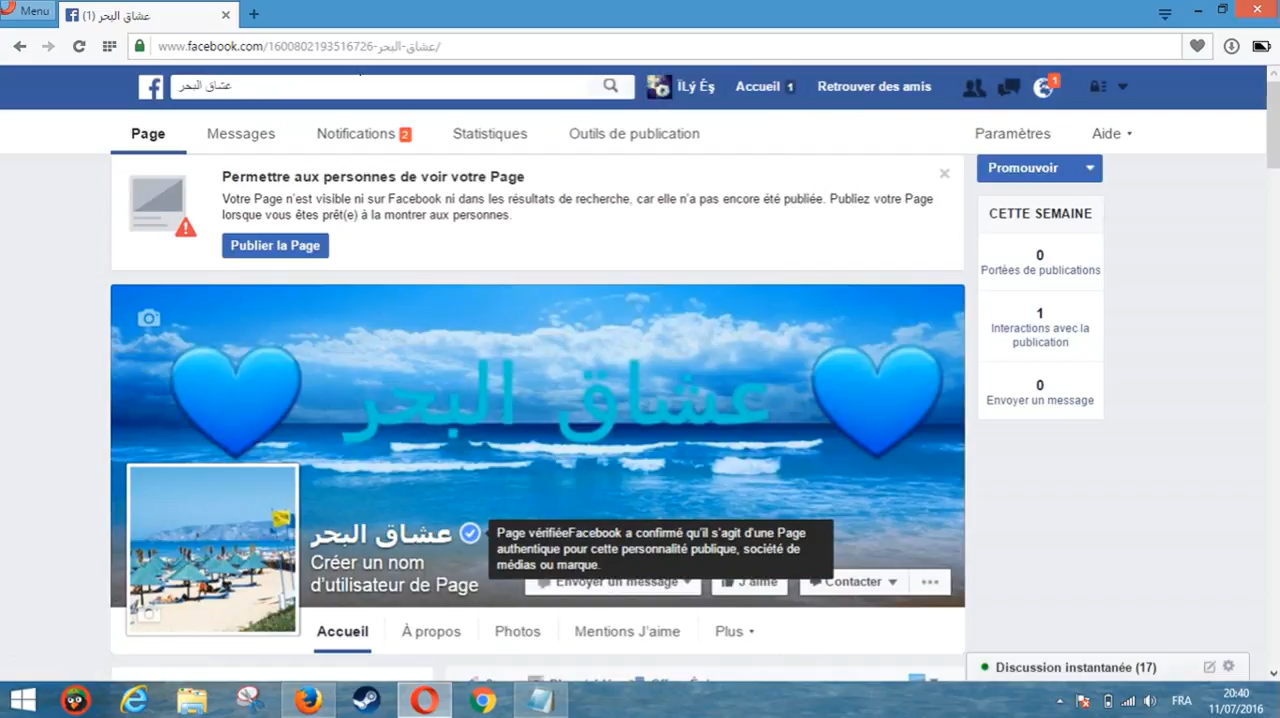 Menu
(1) عشاق البحر
www.facebook.com/1600802193516726-عشاق-البحر/
عشاق البحر
ÏLý Éş
Accueil 1
Retrouver des amis
1
Page
Messages
Notifications 2
Statistiques
Outils de publication
Paramètres
Aide
Permettre aux personnes de voir votre Page
Votre Page n'est visible ni sur Facebook ni dans les résultats de recherche, car elle n'a pas encore été publiée. Publiez votre Page
lorsque vous êtes prêt(e) à la montrer aux personnes.
Publier la Page
Promouvoir
CETTE SEMAINE
0
Portées de publications
1
Interactions avec la
publication
0
Envoyer un message
عشاق البحر
عشاق البحر
Créer un nom
d'utilisateur de Page
Page vérifiéeFacebook a confirmé qu'il s'agit d'une Page
authentique pour cette personnalité publique, société de
médias ou marque.
Envoyer un message
J'aime
Contacter
Accueil
À propos
Photos
Mentions J'aime
Plus
Discussion instantanée (17)
FRA
20:40
11/07/2016